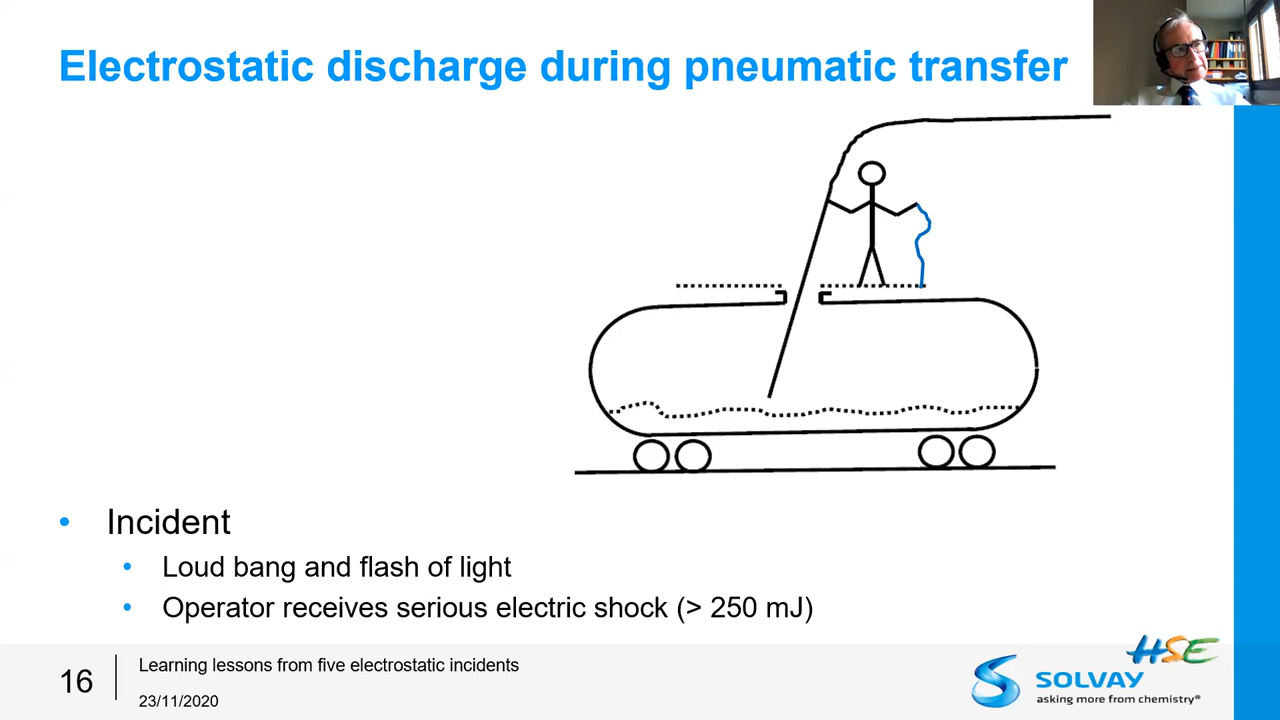 Electrostatic discharge during pneumatic transfer
• Incident
• Loud bang and flash of light
• Operator receives serious electric shock (> 250 mJ)
16
Learning lessons from five electrostatic incidents
23/11/2020
HSE
SOLVAY
asking more from chemistry®